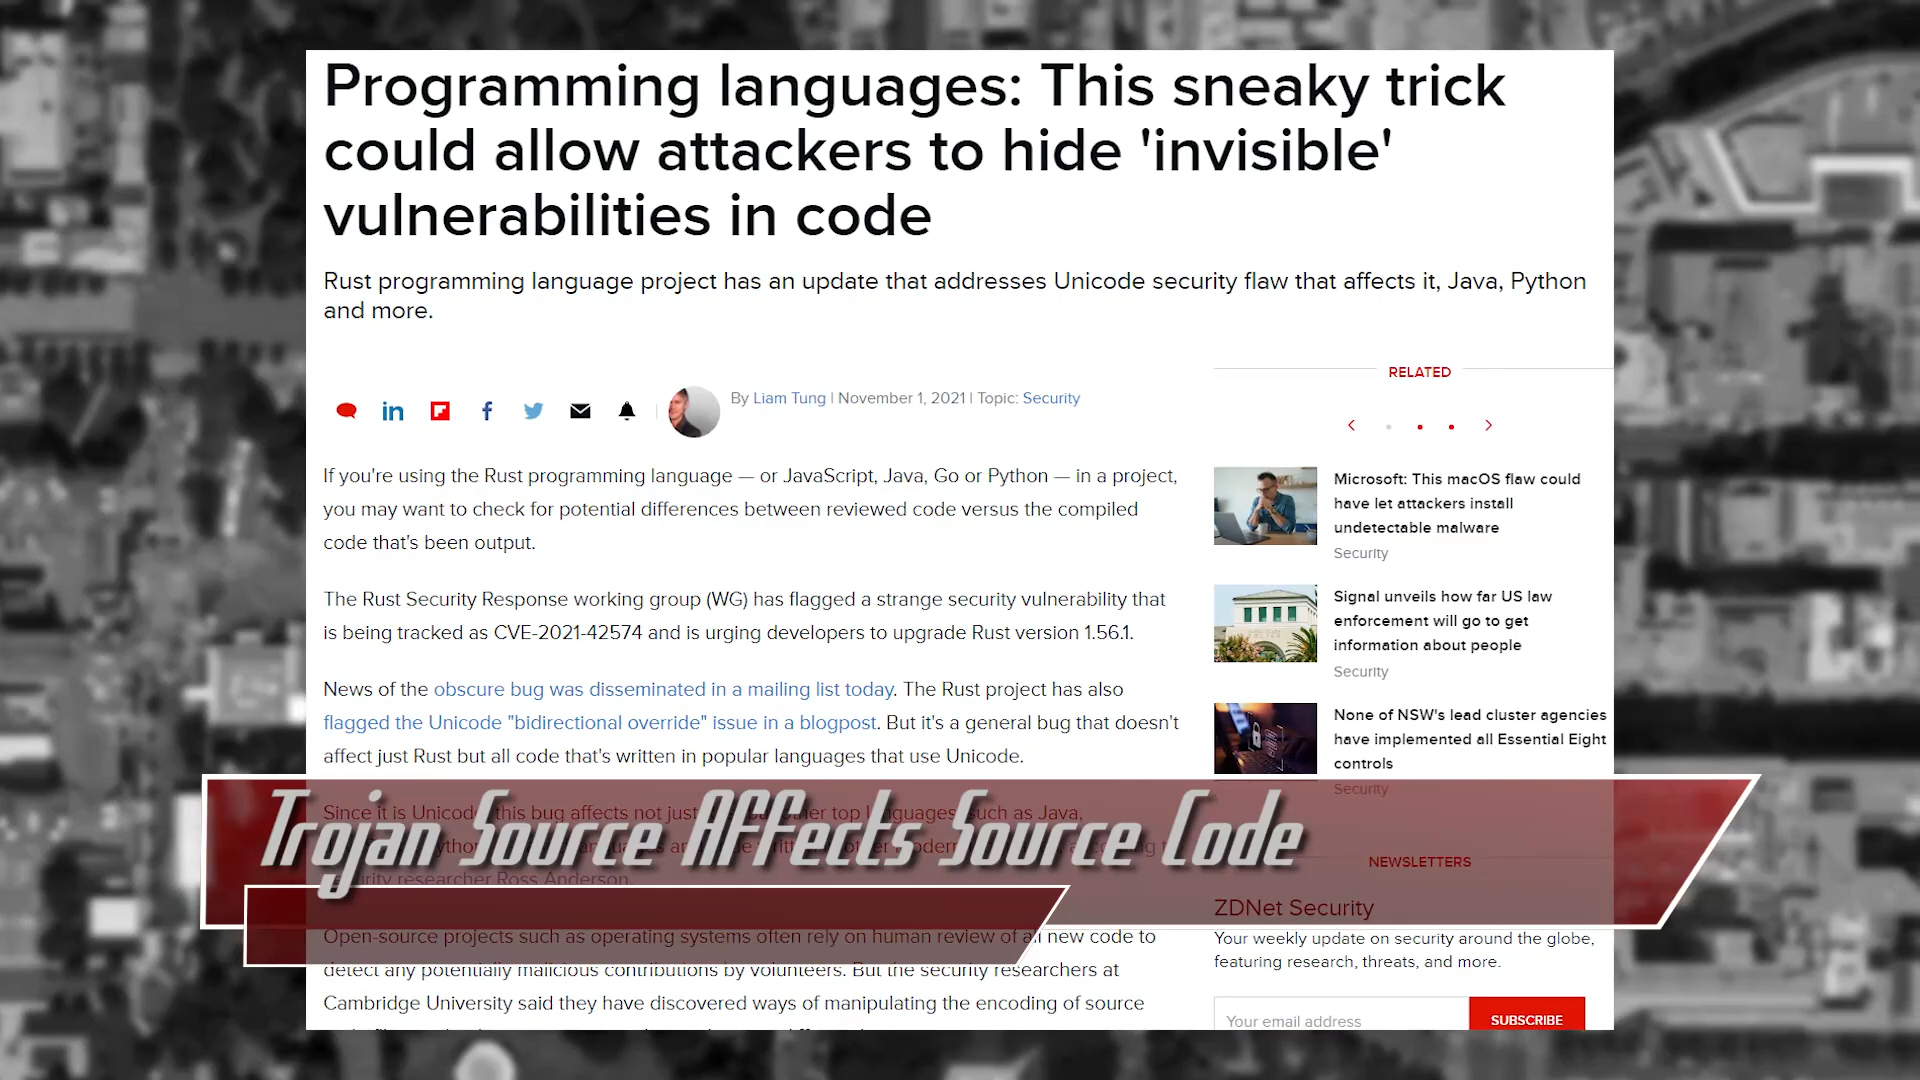 Programming languages: This sneaky trick
could allow attackers to hide 'invisible'
vulnerabilities in code
Rust programming language project has an update that addresses Unicode security flaw that affects it, Java, Python
and more.
By Liam Tung | November 1, 2021 | Topic: Security
If you're using the Rust programming language — or JavaScript, Java, Go or Python — in a project,
you may want to check for potential differences between reviewed code versus the compiled
code that's been output.
The Rust Security Response working group (WG) has flagged a strange security vulnerability that
is being tracked as CVE-2021-42574 and is urging developers to upgrade Rust version 1.56.1.
News of the obscure bug was disseminated in a mailing list today. The Rust project has also
flagged the Unicode "bidirectional override" issue in a blogpost. But it's a general bug that doesn't
affect just Rust but all code that's written in popular languages that use Unicode.
Since it is Unicode this bug affects not just other top languages such as Java,
security researcher Ross Anderson.
Trojan Source Affects Source Code
Open-source projects such as operating systems often rely on human review of all new code to
detect any potentially malicious contributions by volunteers. But the security researchers at
Cambridge University said they have discovered ways of manipulating the encoding of source
RELATED
Microsoft: This macOS flaw could
have let attackers install
undetectable malware
Security
Signal unveils how far US law
enforcement will go to get
information about people
Security
None of NSW's lead cluster agencies
have implemented all Essential Eight
controls
Security
NEWSLETTERS
ZDNet Security
Your weekly update on security around the globe,
featuring research, threats, and more.
Your email address
SUBSCRIBE